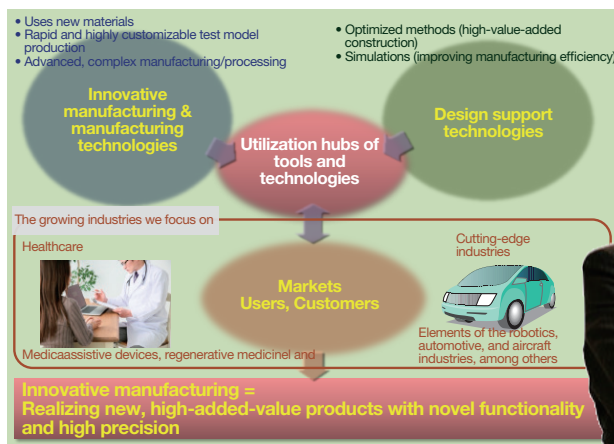 • Uses new materials
• Rapid and highly customizable test model
production
• Advanced, complex manufacturing/processing
• Optimized methods (high-value-added
construction)
• Simulations (improving manufacturing efficiency)
Innovative
manufacturing &
manufacturing
technologies
Design support
technologies
Utilization hubs of
tools and
technologies
The growing industries we focus on
Healthcare
Medicaassistive devices, regenerative medicinel and
Markets
Users, Customers
Cutting-edge
industries
Elements of the robotics,
automotive, and aircraft
industries, among others
Innovative manufacturing =
Realizing new, high-added-value products with novel functionality
and high precision